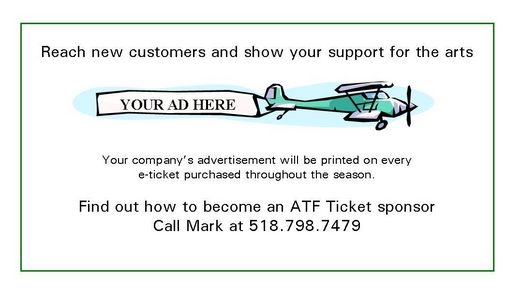 Reach new customers and show your support for the arts
YOUR AD HERE
Your company's advertisement will be printed on every
e-ticket purchased throughout the season.
Find out how to become an ATF Ticket sponsor
Call Mark at 518.798.7479